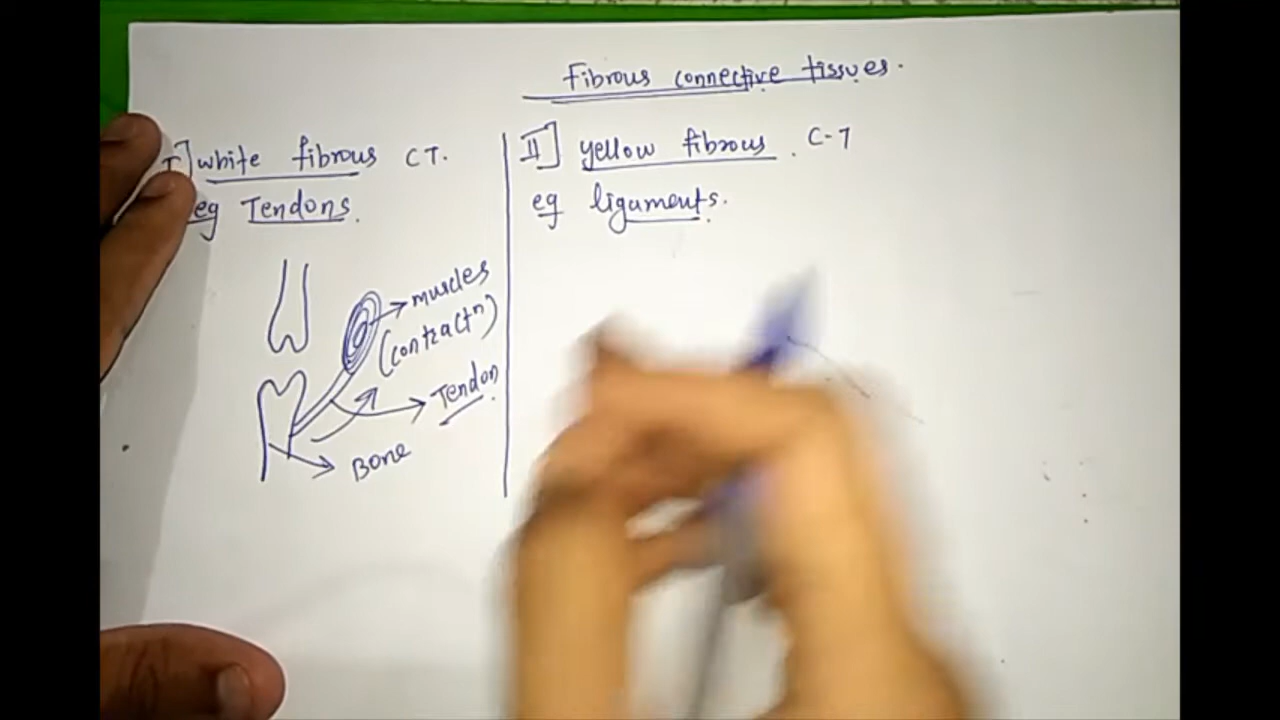 Fibrous connective tissues.
I] white fibrous CT.
eg Tendons.
muscles
(contractⁿ)
Tendon
Bone
II] yellow fibrous. C-T
eg ligaments.